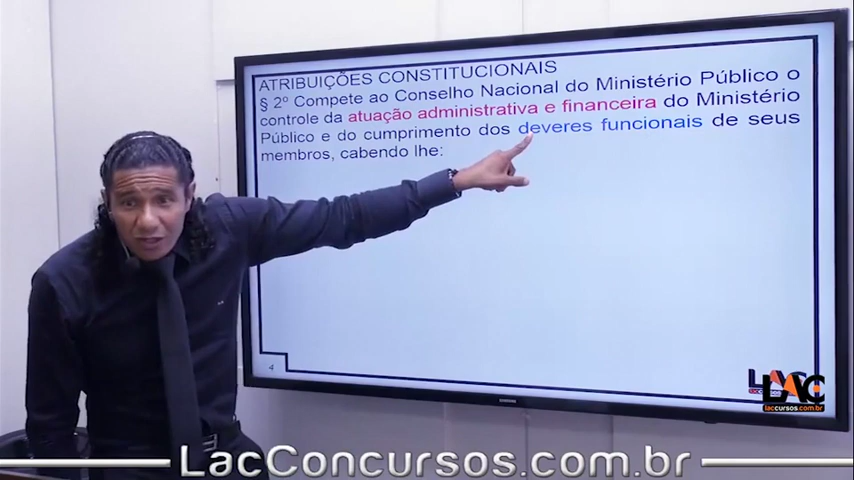 ATRIBUIÇÕES CONSTITUCIONAIS
§ 2º Compete ao Conselho Nacional do Ministério Público o
controle da atuação administrativa e financeira do Ministério
Público e do cumprimento dos deveres funcionais de seus
membros, cabendo lhe:
4
SAMSUNG
LAC
laccursos.com.br
LacConcursos.com.br